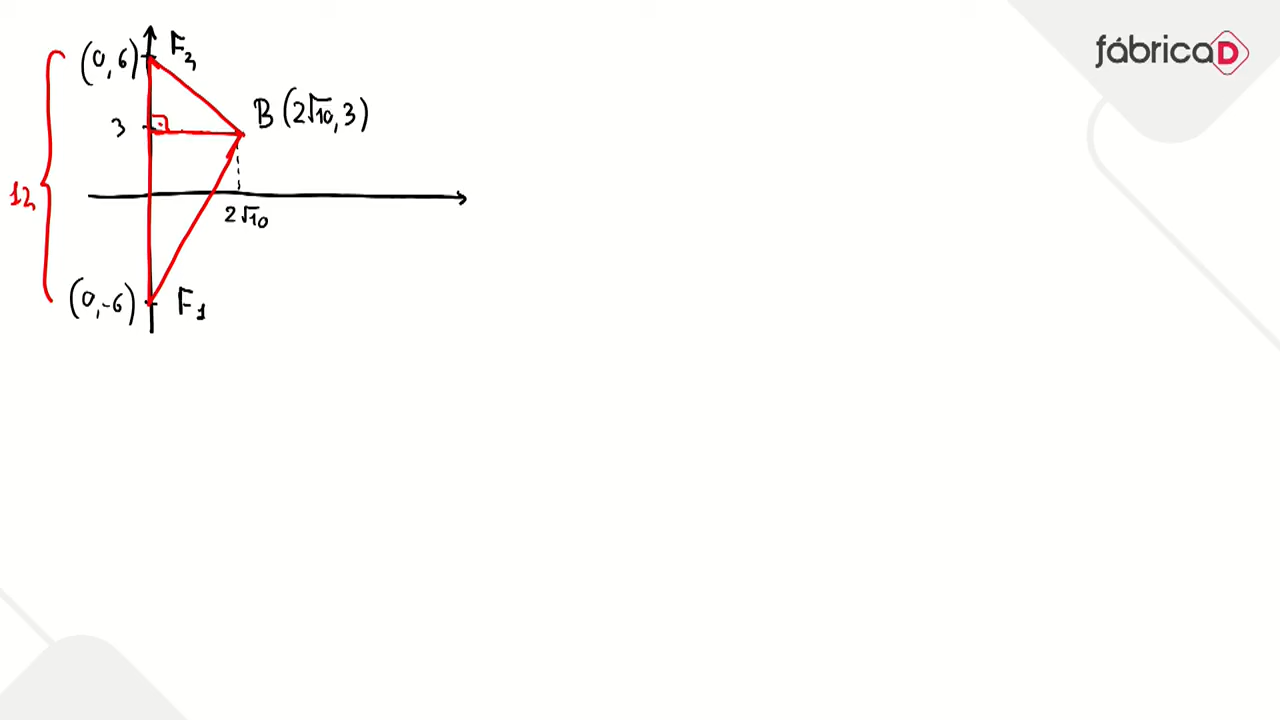 fábricaD
(0, 6) F₂
B (2√10, 3)
3
12
2√10
(0, -6) F₁